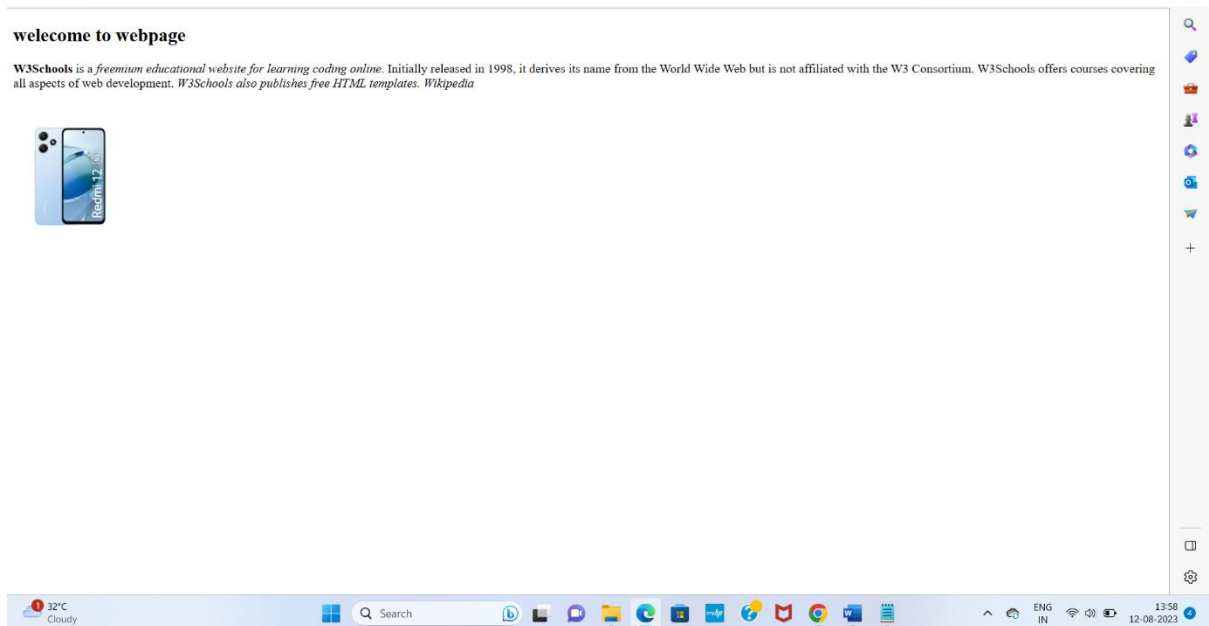 welecome to webpage
W3Schools is a freemium educational website for learning coding online. Initially released in 1998, it derives its name from the World Wide Web but is not affiliated with the W3 Consortium. W3Schools offers courses covering
all aspects of web development. W3Schools also publishes free HTML templates. Wikipedia
Redmi 12
1
32°C
Cloudy
Search
ENG
IN
13:58
12-08-2023
4